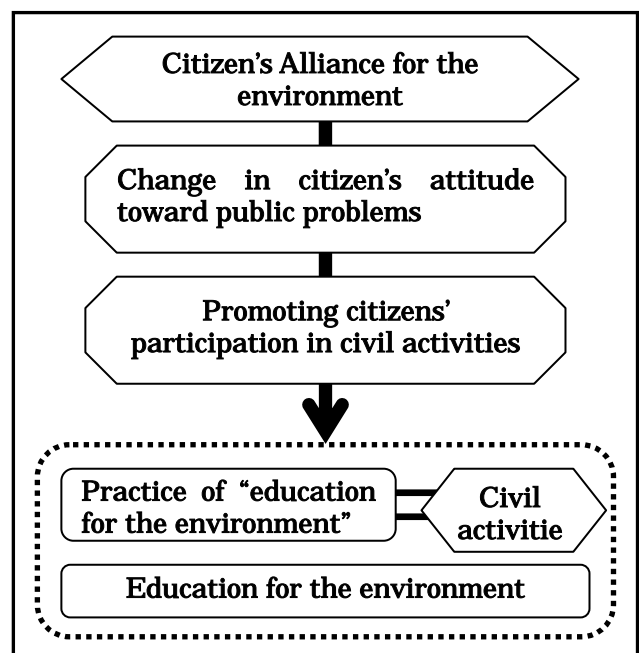 Citizen's Alliance for the
environment
Change in citizen's attitude
toward public problems
Promoting citizens'
participation in civil activities
Practice of “education
for the environment”
Civil
activitie
Education for the environment